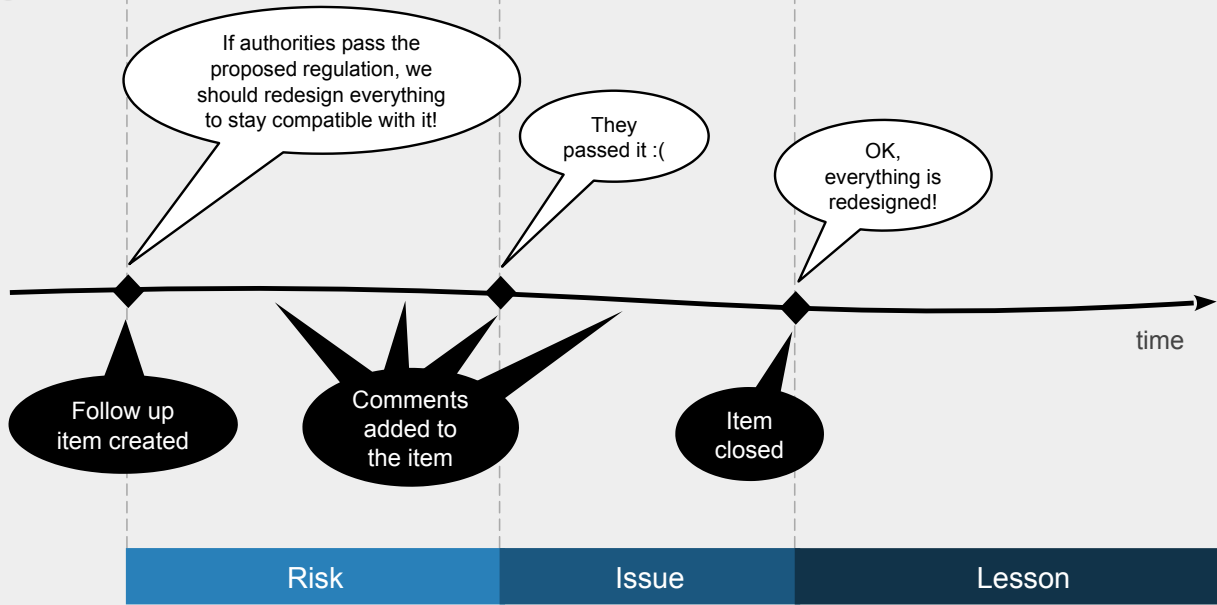 If authorities pass the
proposed regulation, we
should redesign everything
to stay compatible with it!
They
passed it :(
OK,
everything is
redesigned!
time
Follow up
item created
Comments
added to
the item
Item
closed
Risk
Issue
Lesson